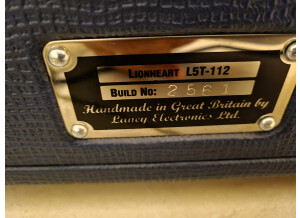 LIONHEART L5T-112
BUILD NO: 2561
Handmade in Great Britain by
Laney Electronics Ltd.